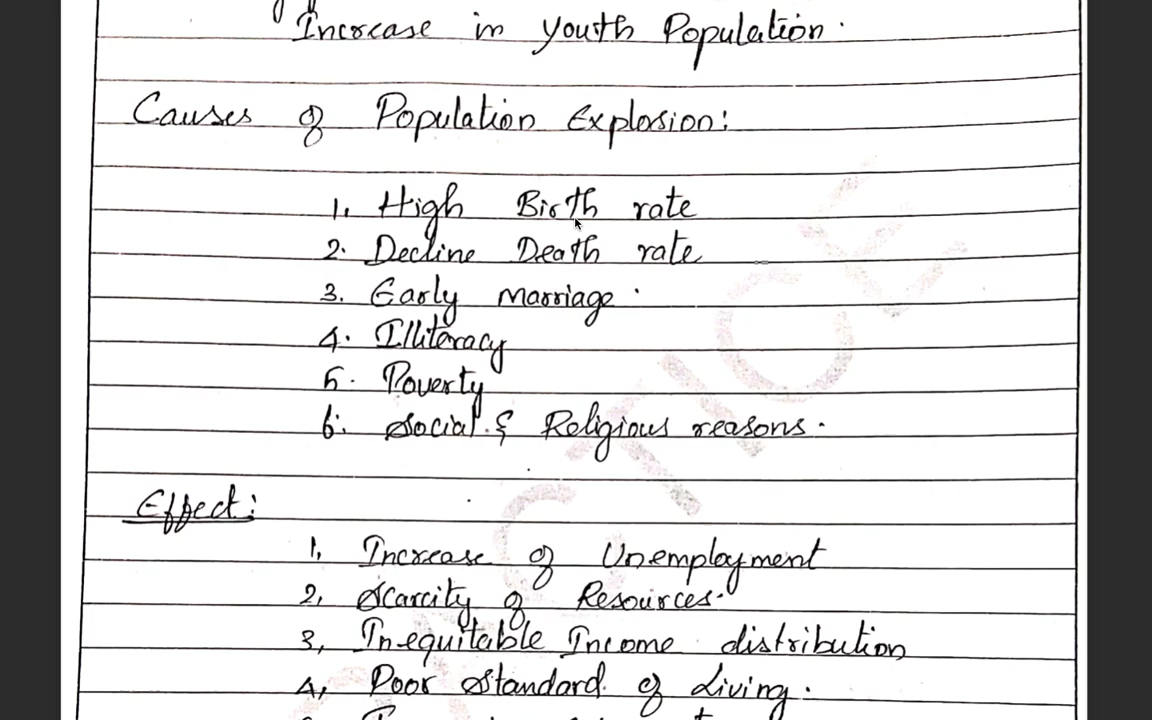 Increase in youth Population.
Causes of Population Explosion:
1. High Birth rate
2. Decline Death rate
3. Early Marriage.
4. Illiteracy
5. Poverty
6. Social & Religious reasons.
Effect:
1, Increase of Unemployment
2, Scarcity of Resources.
3, Inequitable Income distribution
4, Poor Standard of Living.